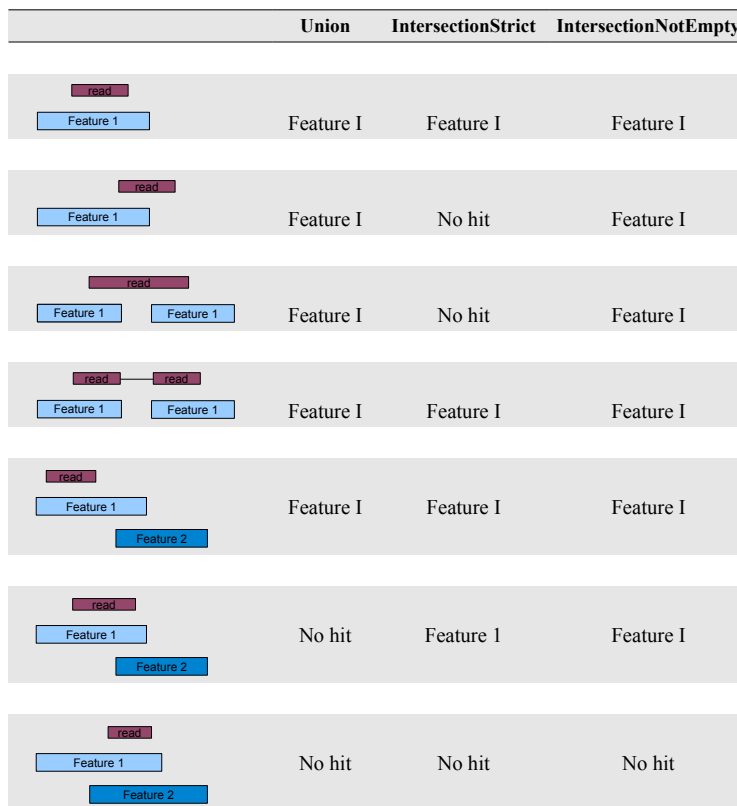 Union IntersectionStrict IntersectionNotEmpty
read
Feature 1
Feature I Feature I Feature I
read
Feature 1
Feature I No hit Feature I
read
Feature 1 Feature 1
Feature I No hit Feature I
read read
Feature 1 Feature 1
Feature I Feature I Feature I
read
Feature 1
Feature I Feature I Feature I
Feature 2
read
Feature 1
No hit Feature 1 Feature I
Feature 2
read
Feature 1
No hit No hit No hit
Feature 2